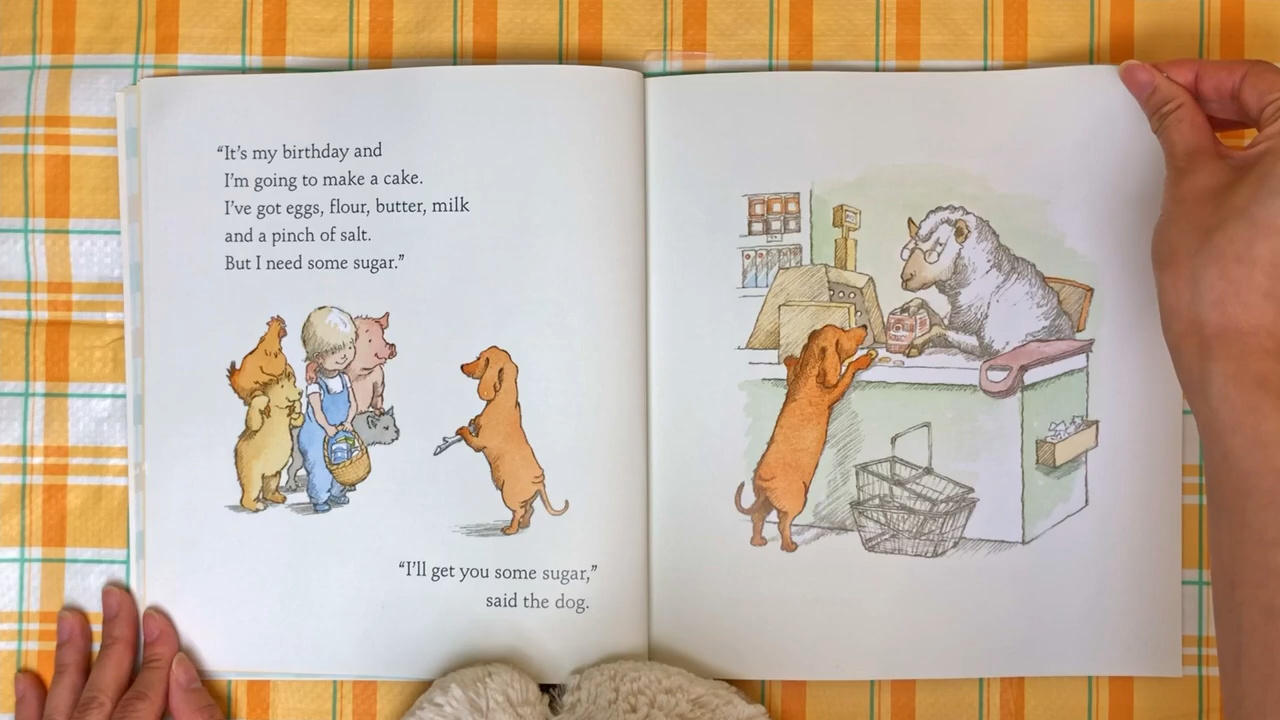 “It’s my birthday and
I’m going to make a cake.
I’ve got eggs, flour, butter, milk
and a pinch of salt.
But I need some sugar.”
“I’ll get you some sugar,”
said the dog.